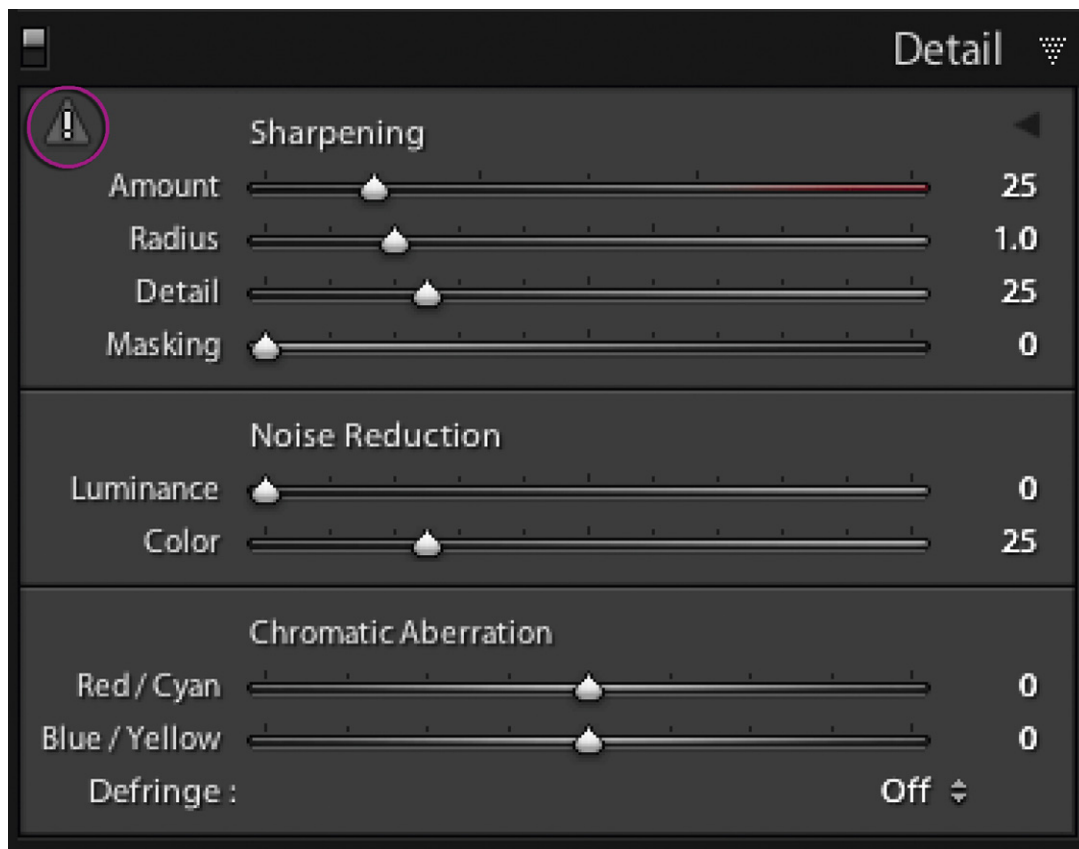 Detail
Sharpening
Amount 25
Radius 1.0
Detail 25
Masking 0
Noise Reduction
Luminance 0
Color 25
Chromatic Aberration
Red / Cyan 0
Blue / Yellow 0
Defringe : Off